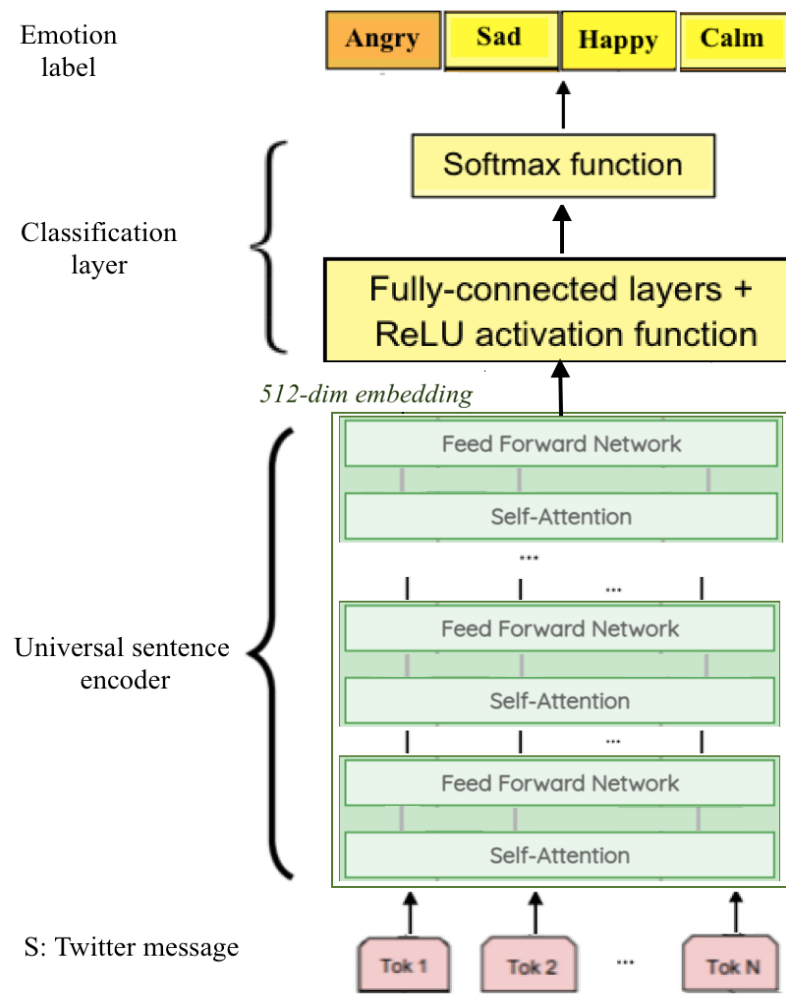 Emotion
label
Angry Sad Happy Calm
Softmax function
Classification
layer
Fully-connected layers +
ReLU activation function
512-dim embedding
Feed Forward Network
Self-Attention
...
...
Feed Forward Network
Universal sentence
encoder
Self-Attention
...
Feed Forward Network
Self-Attention
S: Twitter message
Tok 1 Tok 2 ... Tok N